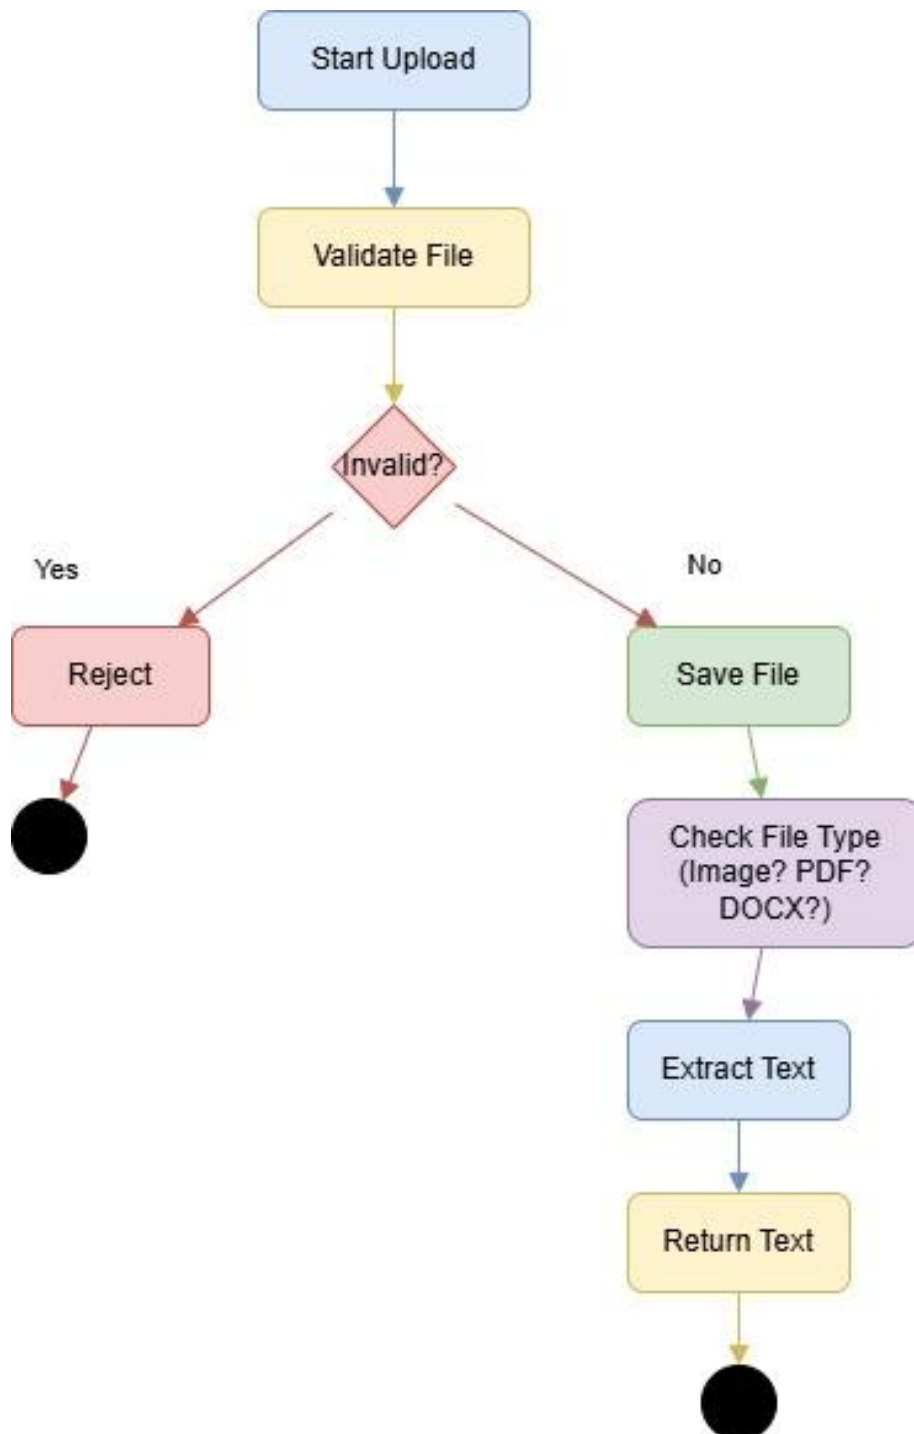 Start Upload
Validate File
Invalid?
Yes
No
Reject
Save File
Check File Type
(Image? PDF?
DOCX?)
Extract Text
Return Text